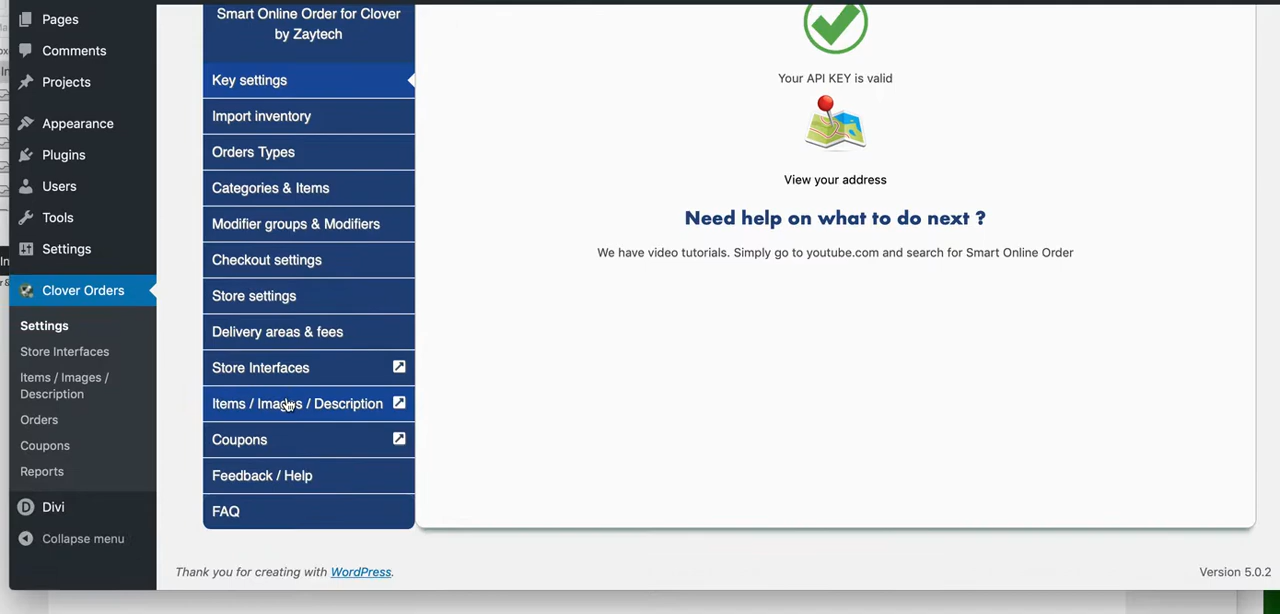 Pages
Comments
Projects
Appearance
Plugins
Users
Tools
Settings
Clover Orders
Settings
Store Interfaces
Items / Images /
Description
Orders
Coupons
Reports
Divi
Collapse menu
Smart Online Order for Clover
by Zaytech
Key settings
Import inventory
Orders Types
Categories & Items
Modifier groups & Modifiers
Checkout settings
Store settings
Delivery areas & fees
Store Interfaces
Items / Images / Description
Coupons
Feedback / Help
FAQ
Your API KEY is valid
View your address
Need help on what to do next ?
We have video tutorials. Simply go to youtube.com and search for Smart Online Order
Thank you for creating with WordPress.
Version 5.0.2